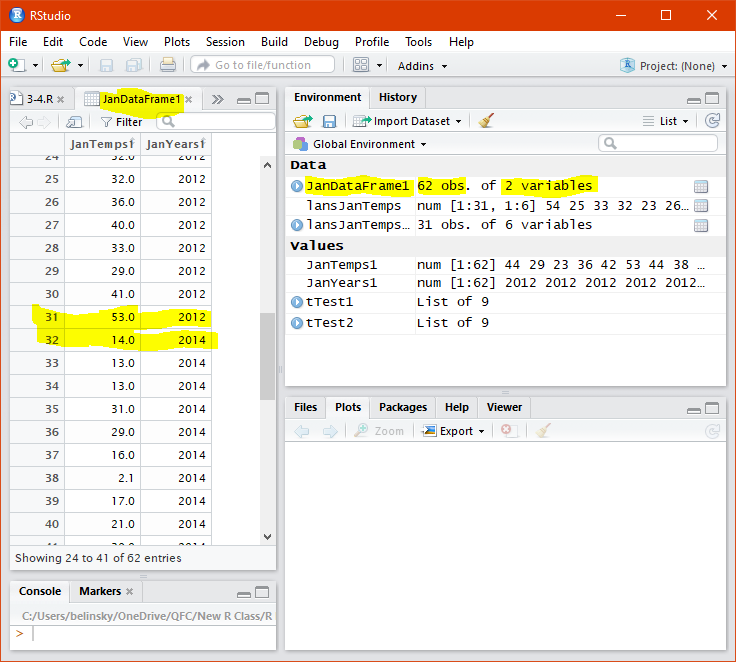 RStudio
File Edit Code View Plots Session Build Debug Profile Tools Help
Go to file/function Addins Project: (None)
3-4.R JanDataFrame1
Filter
JanTemps1 JanYears1
24 32.0 2012
25 32.0 2012
26 36.0 2012
27 40.0 2012
28 33.0 2012
29 29.0 2012
30 41.0 2012
31 53.0 2012
32 14.0 2014
33 13.0 2014
34 13.0 2014
35 31.0 2014
36 29.0 2014
37 16.0 2014
38 2.1 2014
39 17.0 2014
40 21.0 2014
41 2014
Showing 24 to 41 of 62 entries
Console Markers
C:/Users/belinsky/OneDrive/QFC/New R Class/R
>
Environment History
Import Dataset List
Global Environment
Data
JanDataFrame1 62 obs. of 2 variables
lansJanTemps num [1:31, 1:6] 54 25 33 32 23 26…
lansJanTemps… 31 obs. of 6 variables
Values
JanTemps1 num [1:62] 44 29 23 36 42 53 44 38 …
JanYears1 num [1:62] 2012 2012 2012 2012 2012…
tTest1 List of 9
tTest2 List of 9
Files Plots Packages Help Viewer
Zoom Export